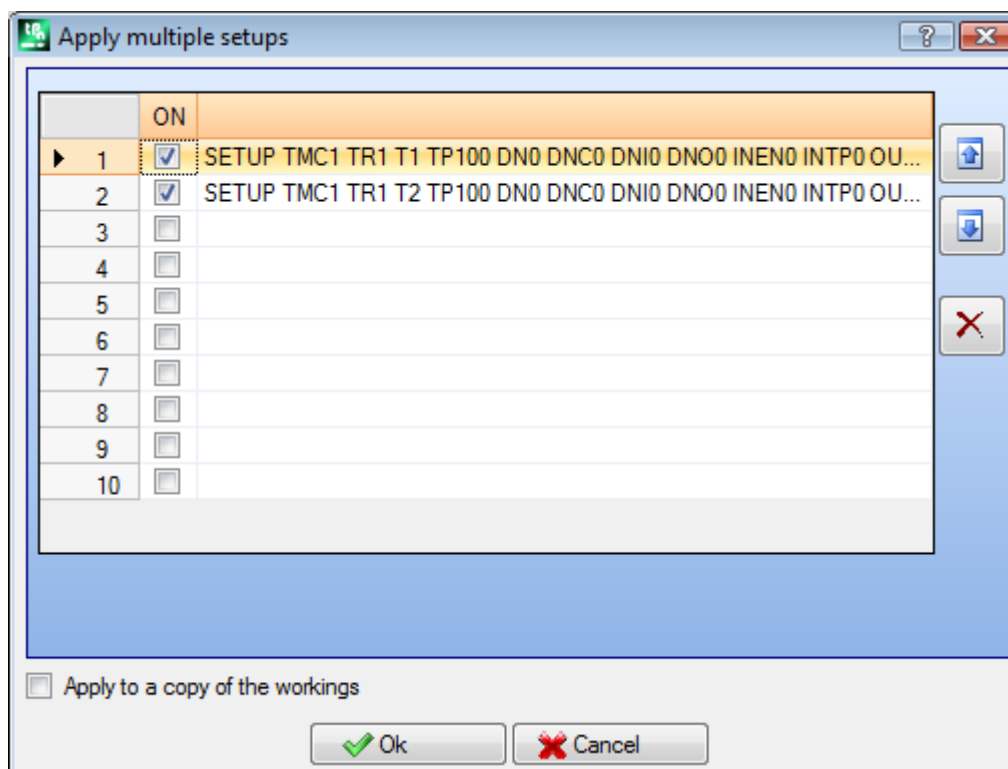 Apply multiple setups
ON
1 SETUP TMC1 TR1 T1 TP100 DN0 DNC0 DNI0 DNO0 INEN0 INTP0 OU...
2 SETUP TMC1 TR1 T2 TP100 DN0 DNC0 DNI0 DNO0 INEN0 INTP0 OU...
3
4
5
6
7
8
9
10
Apply to a copy of the workings
Ok Cancel